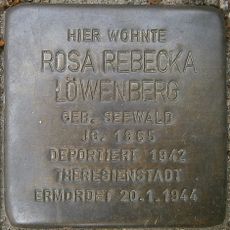 HIER WOHNTE
ROSA REBECKA
LÖWENBERG
GEB. SEEWALD
JG. 1865
DEPORTIERT 1942
THERESIENSTADT
ERMORDET 20.1.1944